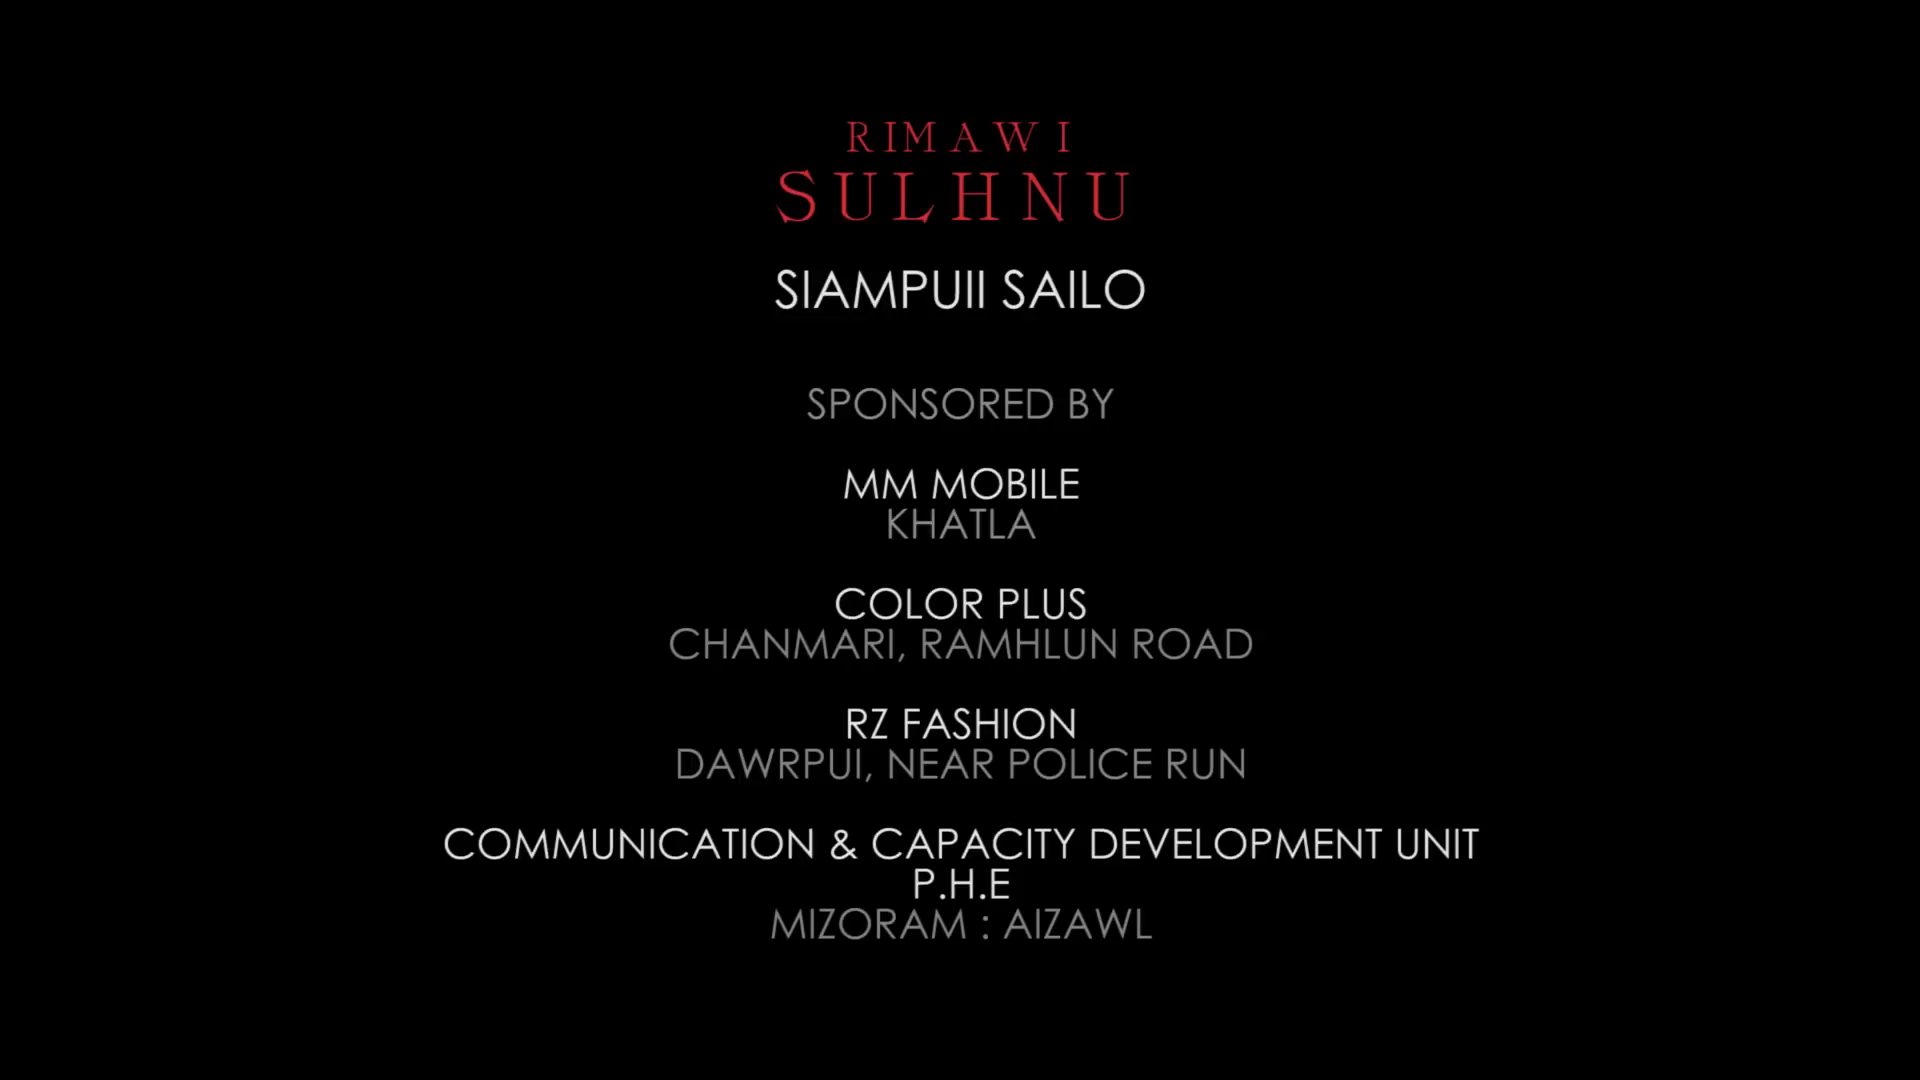 RIMAWI
SULHNU
SIAMPUII SAILO
SPONSORED BY
MM MOBILE
KHATLA
COLOR PLUS
CHANMARI, RAMHLUN ROAD
RZ FASHION
DAWRPUI, NEAR POLICE RUN
COMMUNICATION & CAPACITY DEVELOPMENT UNIT
P.H.E
MIZORAM : AIZAWL